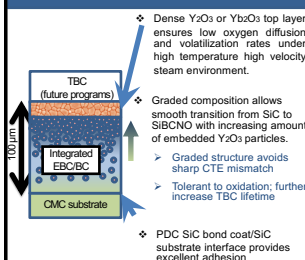 ❖ Dense Y2O3 or Yb2O3 top layer
ensures low oxygen diffusion
and volatilization rates under
high temperature high velocity
steam environment.
TBC
(future programs)
❖ Graded composition allows
smooth transition from SiC to
SiBCNO with increasing amount
of embedded Y2O3 particles.
100μm
Integrated
EBC/BC
➢ Graded structure avoids
sharp CTE mismatch
➢ Tolerant to oxidation; further
increase TBC lifetime
CMC substrate
❖ PDC SiC bond coat/SiC
substrate interface provides
excellent adhesion